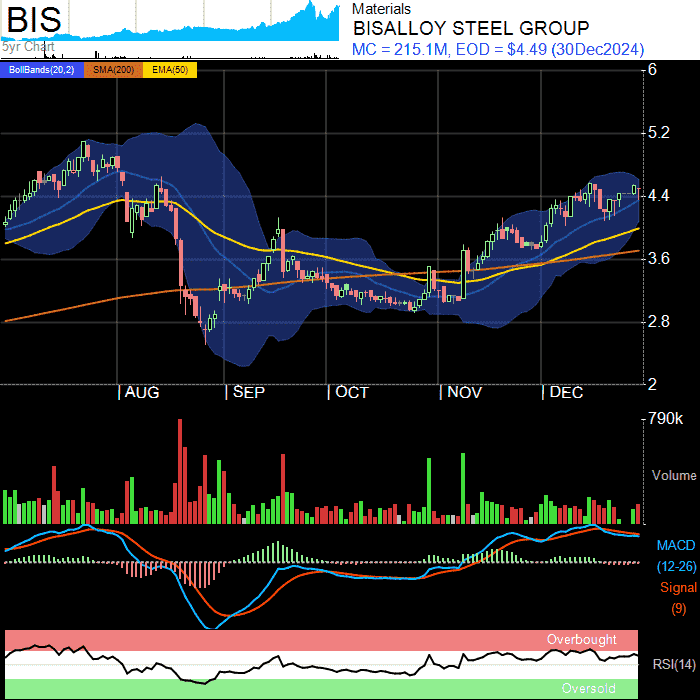 BIS
5yr Chart
Materials
BISALLOY STEEL GROUP
MC = 215.1M, EOD = $4.49 (30Dec2024)
BollBands(20,2) SMA(200) EMA(50)
6
5.2
4.4
3.6
2.8
2
AUG SEP OCT NOV DEC
790k
Volume
MACD
(12-26)
Signal
(9)
Overbought
RSI(14)
Oversold